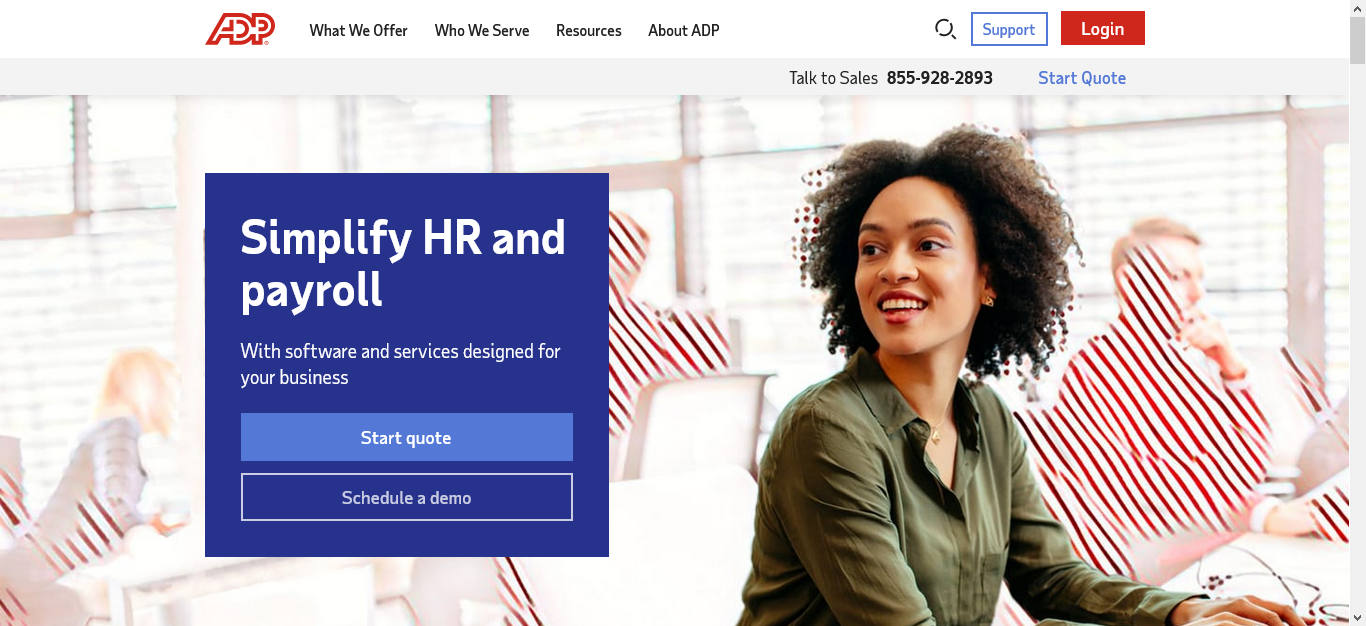 ADP
What We Offer Who We Serve Resources About ADP Support Login
Talk to Sales 855-928-2893 Start Quote
Simplify HR and
payroll
With software and services designed for
your business
Start quote
Schedule a demo